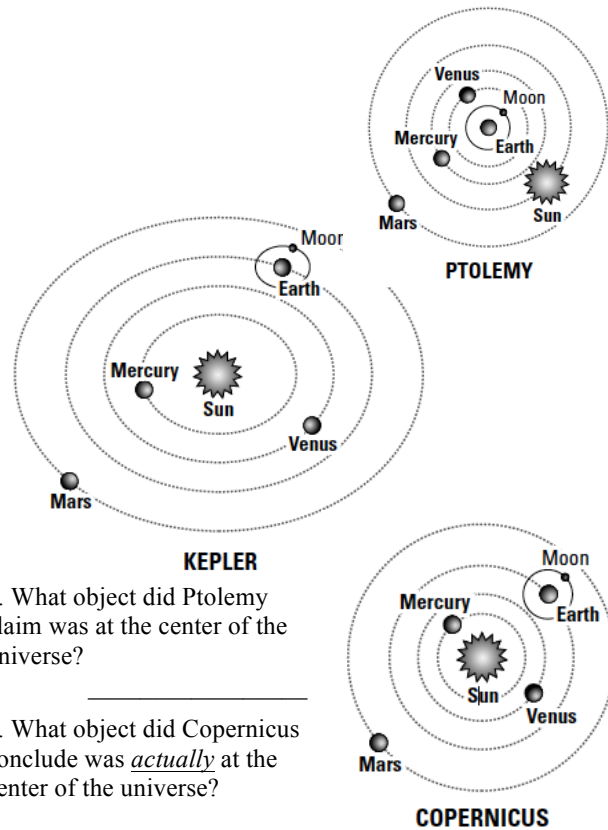 Venus
Moon
Mercury
Earth
Mars
Sun
PTOLEMY
Moor
Earth
Mercury
Sun
Venus
Mars
KEPLER
. What object did Ptolemy
laim was at the center of the
niverse?
. What object did Copernicus
onclude was actually at the
enter of the universe?
Moon
Mercury
Earth
Sun
Venus
Mars
COPERNICUS